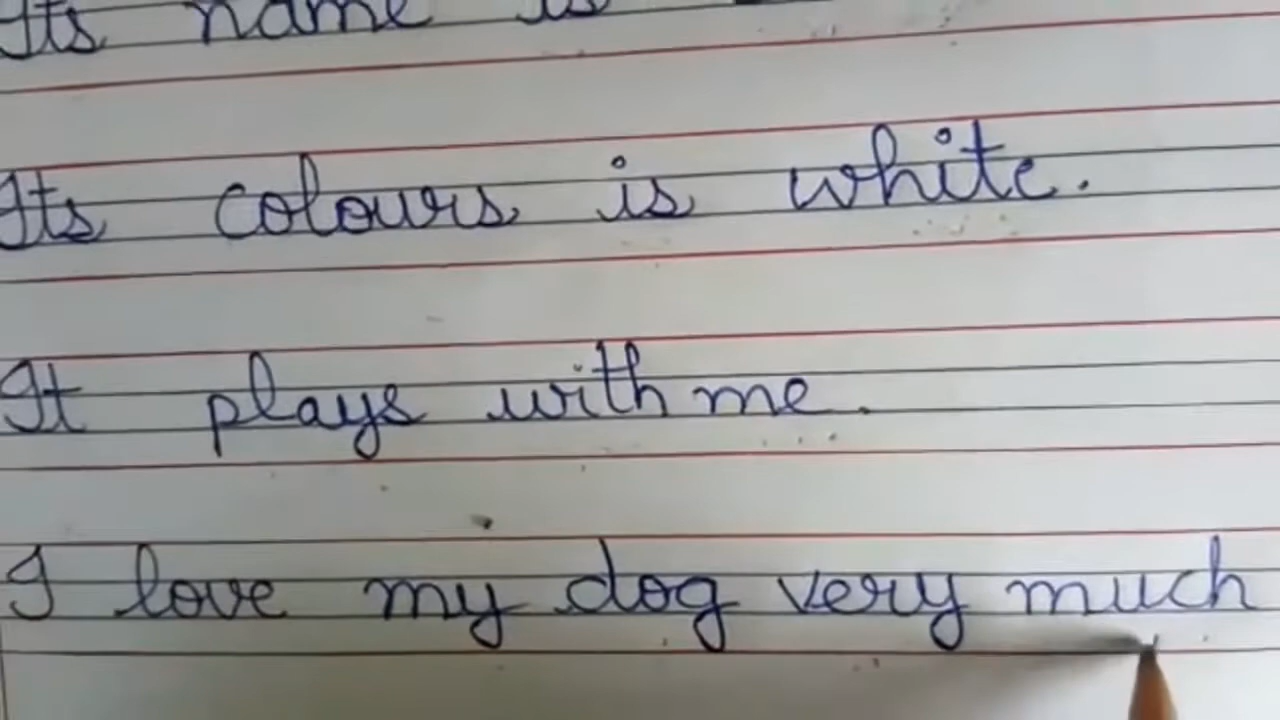 Its name is
Its colours is white.
It plays with me.
I love my dog very much